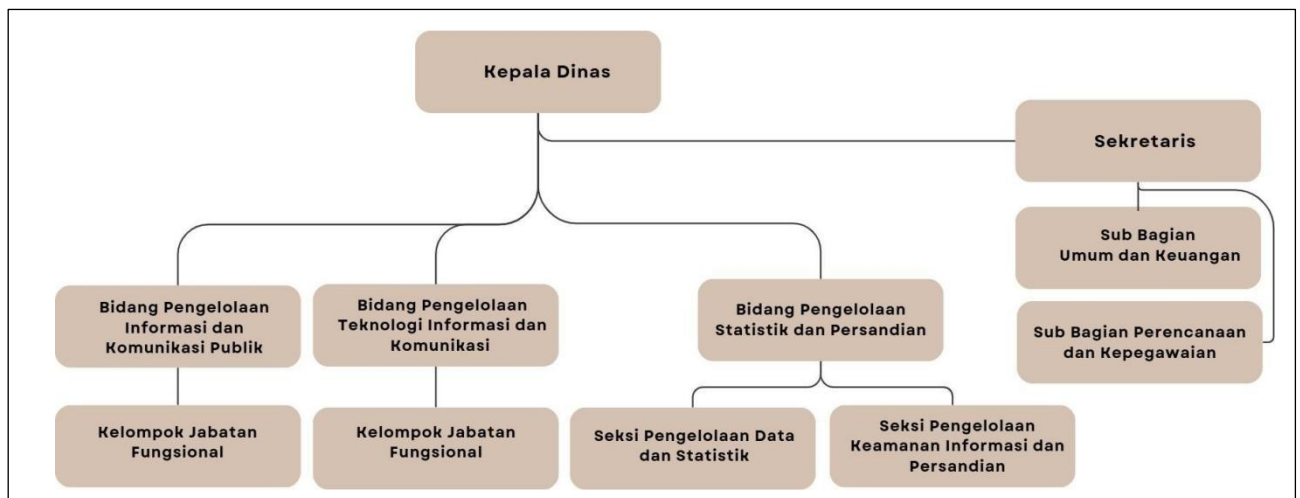 Kepala Dinas
Sekretaris
Sub Bagian
Umum dan Keuangan
Sub Bagian Perencanaan
dan Kepegawaian
Bidang Pengelolaan
Informasi dan
Komunikasi Publik
Bidang Pengelolaan
Teknologi Informasi dan
Komunikasi
Bidang Pengelolaan
Statistik dan Persandian
Kelompok Jabatan
Fungsional
Kelompok Jabatan
Fungsional
Seksi Pengelolaan Data
dan Statistik
Seksi Pengelolaan
Keamanan Informasi dan
Persandian